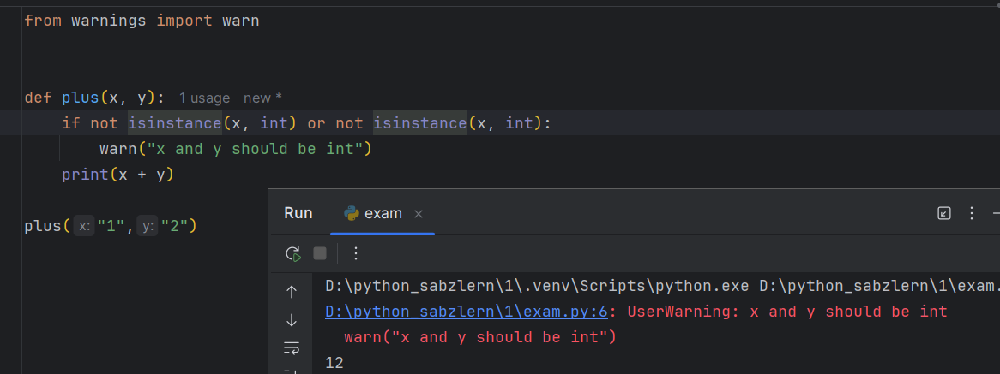 from warnings import warn
def plus(x, y): 1 usage new *
if not isinstance(x, int) or not isinstance(x, int):
warn("x and y should be int")
print(x + y)
plus(x: "1",y: "2")
Run exam
D:\python_sabzlern\1\.venv\Scripts\python.exe D:\python_sabzlern\1\exam.
D:\python_sabzlern\1\exam.py:6: UserWarning: x and y should be int
warn("x and y should be int")
12